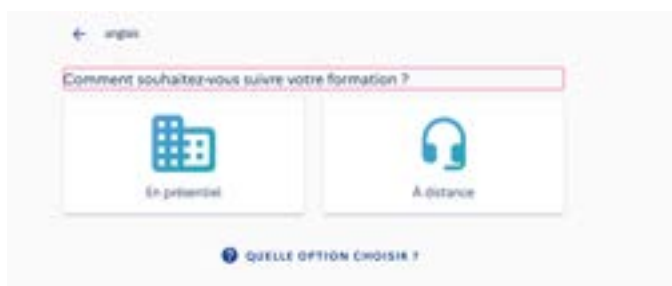 anglais
Comment souhaitez-vous suivre votre formation ?
En présentiel
À distance
QUELLE OPTION CHOISIR ?